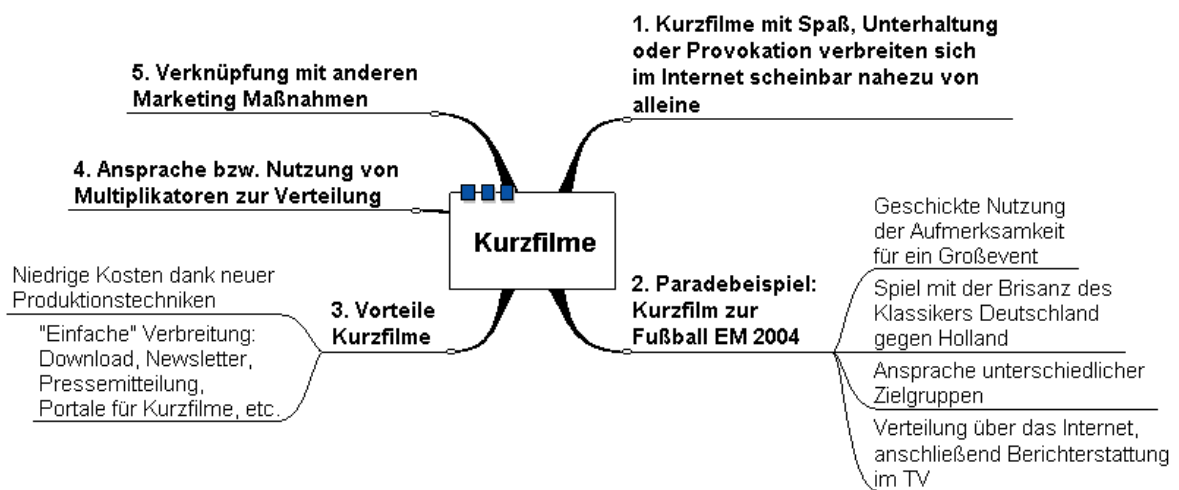 Kurzfilme
1. Kurzfilme mit Spaß, Unterhaltung
oder Provokation verbreiten sich
im Internet scheinbar nahezu von
alleine
2. Paradebeispiel:
Kurzfilm zur
Fußball EM 2004
Geschickte Nutzung
der Aufmerksamkeit
für ein Großevent
Spiel mit der Brisanz des
Klassikers Deutschland
gegen Holland
Ansprache unterschiedlicher
Zielgruppen
Verteilung über das Internet,
anschließend Berichterstattung
im TV
3. Vorteile
Kurzfilme
Niedrige Kosten dank neuer
Produktionstechniken
"Einfache" Verbreitung:
Download, Newsletter,
Pressemitteilung,
Portale für Kurzfilme, etc.
4. Ansprache bzw. Nutzung von
Multiplikatoren zur Verteilung
5. Verknüpfung mit anderen
Marketing Maßnahmen